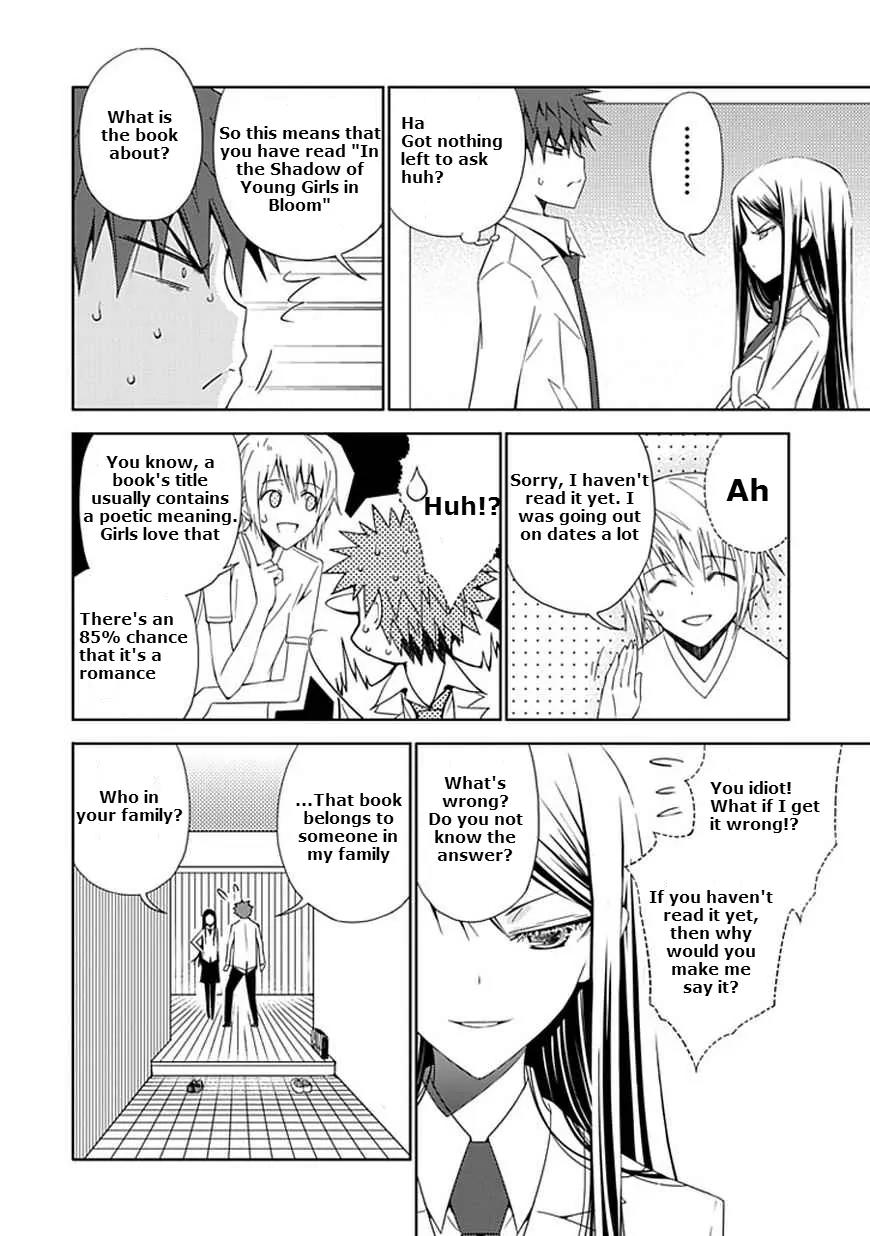 ........
Ha
Got nothing
left to ask
huh?
So this means that
you have read "In
the Shadow of
Young Girls in
Bloom"
What is
the book
about?
Ah
Sorry, I haven't
read it yet. I
was going out
on dates a lot
Huh!?
You know, a
book's title
usually contains
a poetic meaning.
Girls love that
There's an
85% chance
that it's a
romance
You idiot!
What if I get
it wrong!?
If you haven't
read it yet,
then why
would you
make me
say it?
What's
wrong?
Do you not
know the
answer?
...That book
belongs to
someone in
my family
Who in
your family?